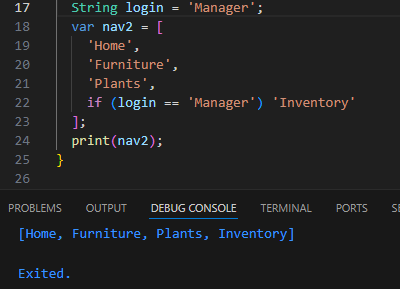 17 String login = 'Manager';
18 var nav2 = [
19 'Home',
20 'Furniture',
21 'Plants',
22 if (login == 'Manager') 'Inventory'
23 ];
24 print(nav2);
25 }
26
PROBLEMS OUTPUT DEBUG CONSOLE TERMINAL PORTS
[Home, Furniture, Plants, Inventory]
Exited.